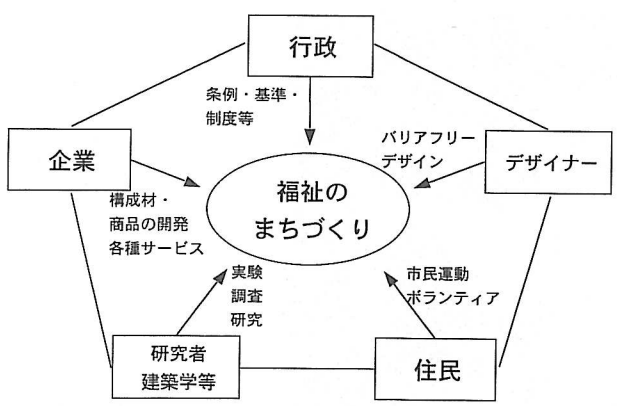 行政
条例・基準・
制度等
企業
構成材・
商品の開発
各種サービス
バリアフリー
デザイン
デザイナー
福祉の
まちづくり
実験
調査
研究
市民運動
ボランティア
研究者
建築学等
住民